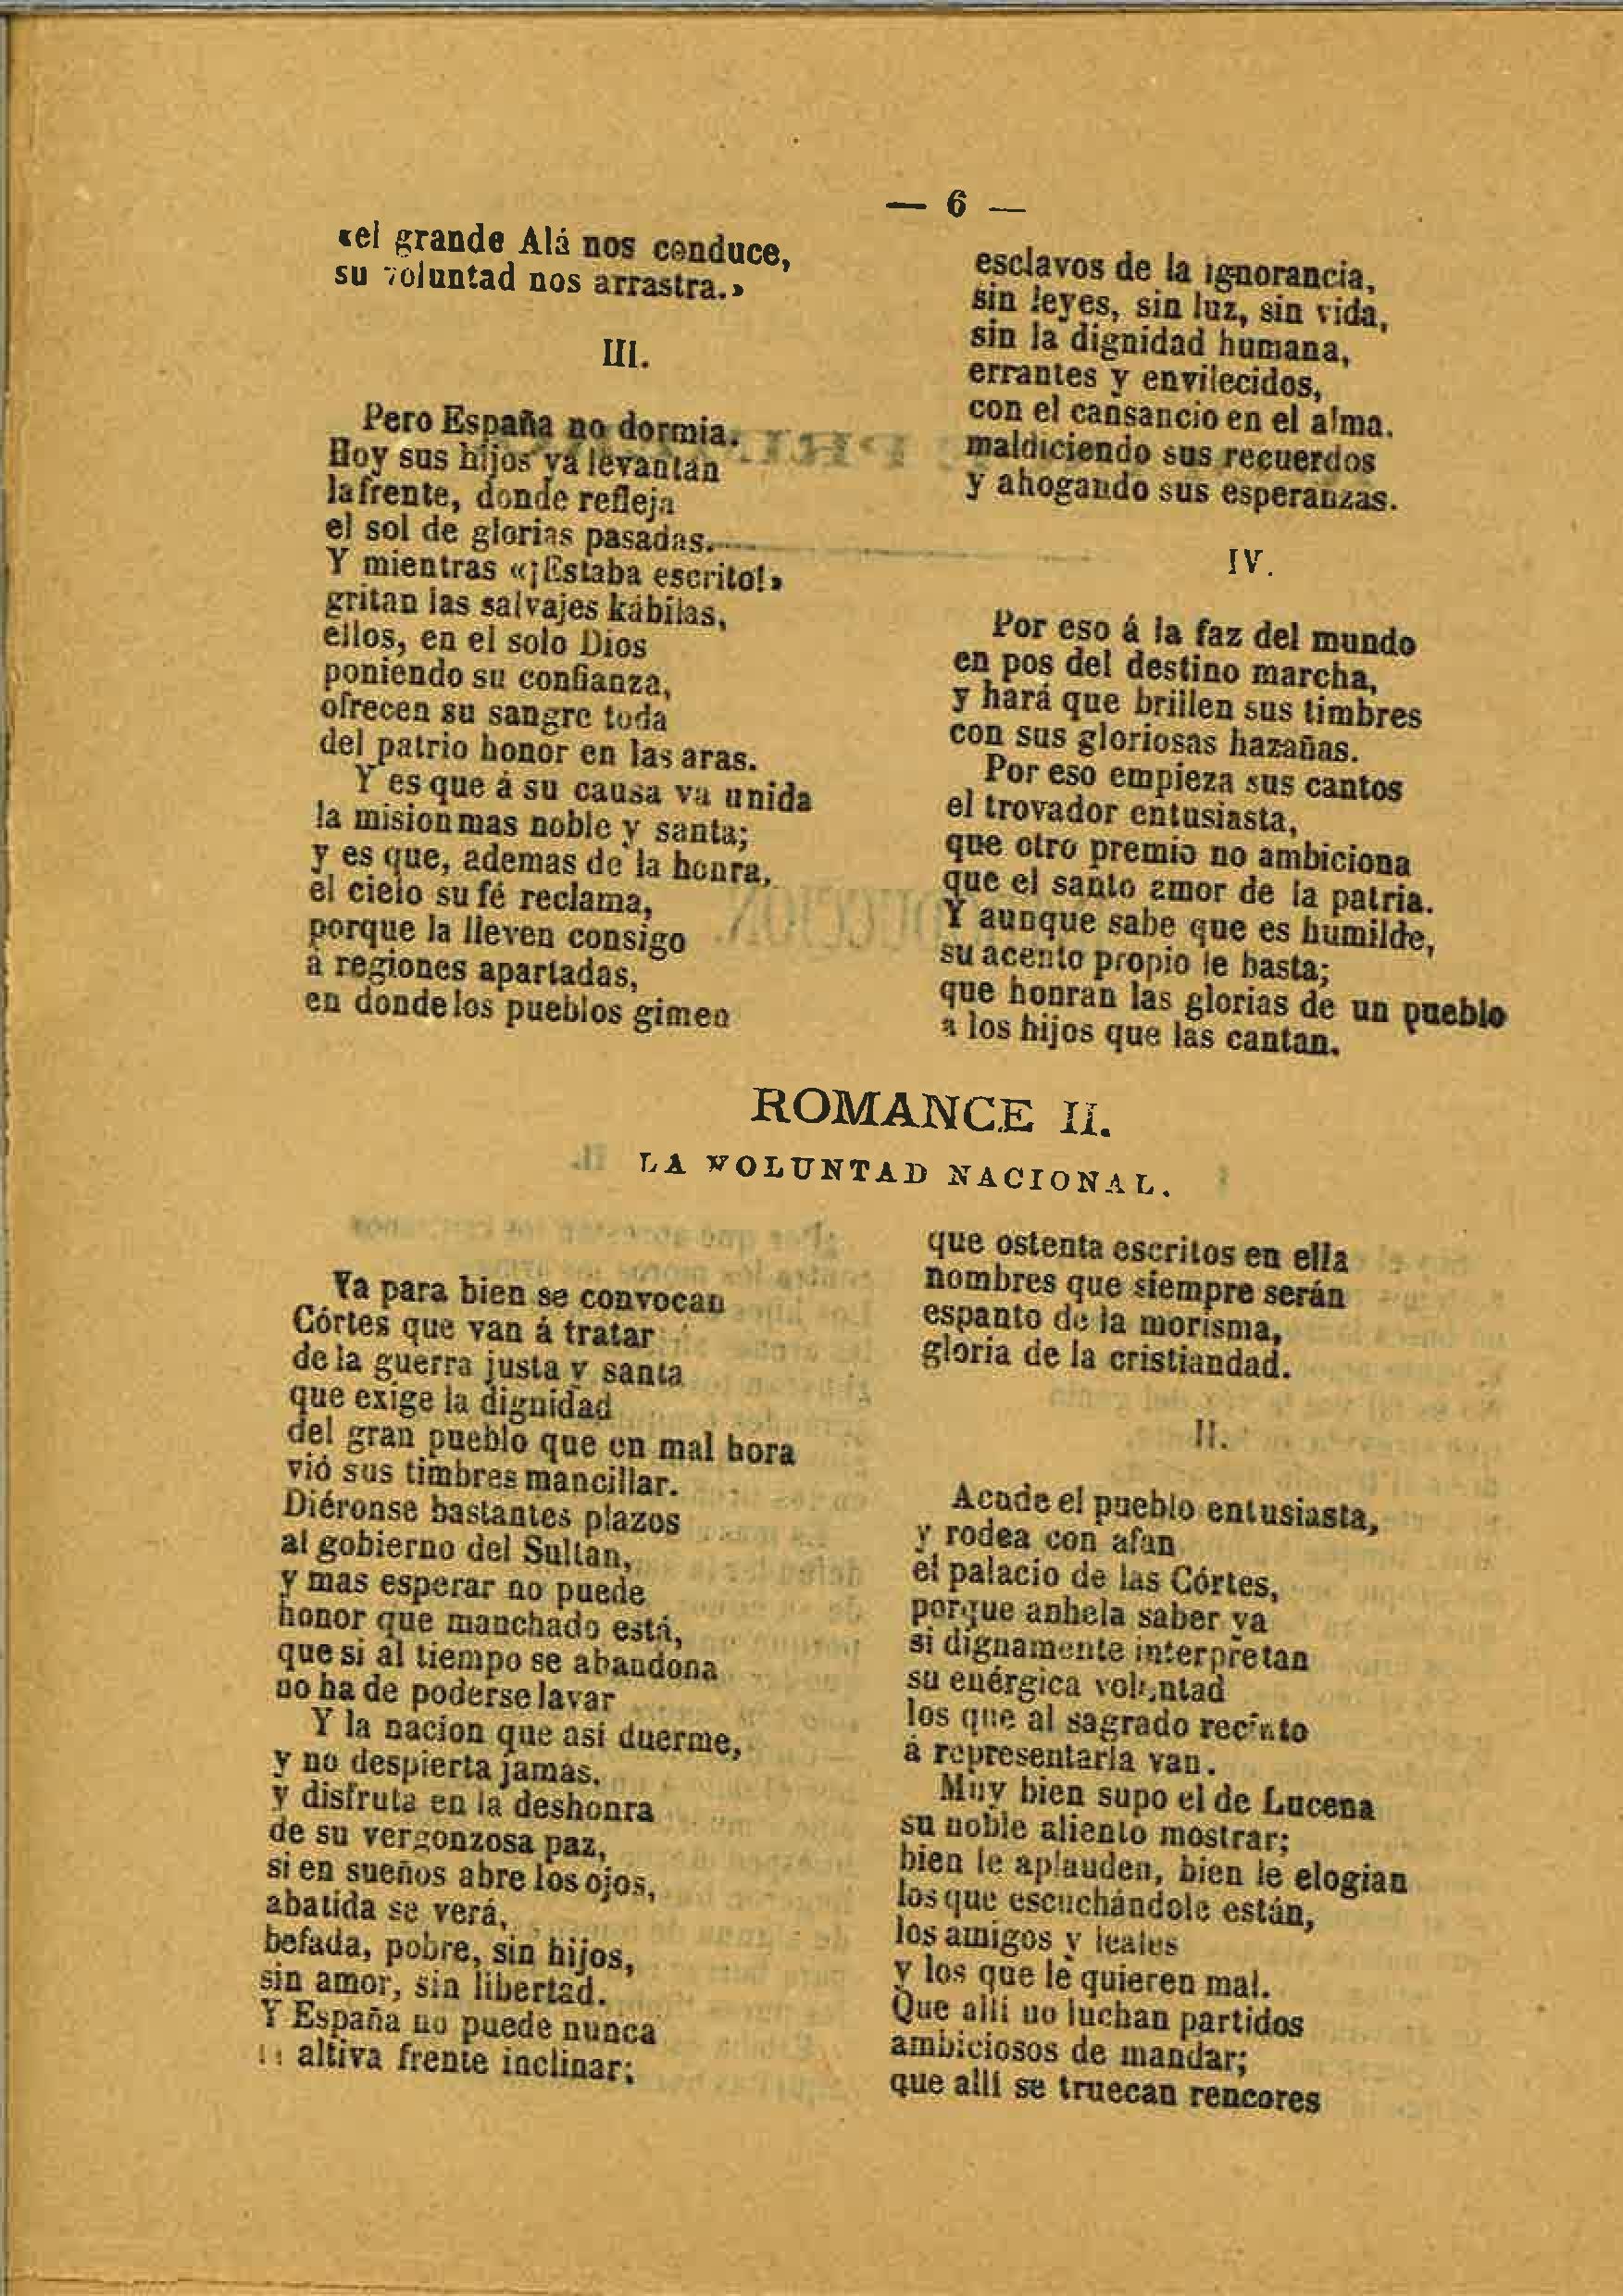 — 6 —
«el grande Alá nos conduce,
su voluntad nos arrastra.»
III.
Pero España no dormia.
Hoy sus hijos ya levantan
la frente, donde refleja
el sol de glorias pasadas.
Y mientras «¡Estaba escrito!»
gritan las salvajes kábilas,
ellos, en el solo Dios
poniendo su confianza,
ofrecen su sangre toda
del patrio honor en las aras.
Y es que á su causa va unida
la mision mas noble y santa;
y es que, ademas de la honra,
el cielo su fé reclama,
porque la lleven consigo
á regiones apartadas,
en donde los pueblos gimen
esclavos de la ignorancia,
sin leyes, sin luz, sin vida,
sin la dignidad humana,
errantes y envilecidos,
con el cansancio en el alma.
maldiciendo sus recuerdos
y ahogando sus esperanzas.
IV.
Por eso á la faz del mundo
en pos del destino marcha,
y hará que brillen sus timbres
con sus gloriosas hazañas.
Por eso empieza sus cantos
el trovador entusiasta,
que otro premio no ambiciona
que el santo amor de la patria.
Y aunque sabe que es humilde,
su acento propio le basta;
que honran las glorias de un pueblo
a los hijos que las cantan.
ROMANCE II.
LA VOLUNTAD NACIONAL.
Ya para bien se convocan
Córtes que van á tratar
de la guerra justa y santa
que exige la dignidad
del gran pueblo que en mal hora
vió sus timbres mancillar.
Diéronse bastantes plazos
al gobierno del Sultan,
y mas esperar no puede
honor que manchado está,
que si al tiempo se abandona
no ha de poderse lavar
Y la nacion que asi duerme,
y no despierta jamás,
y disfruta en la deshonra
de su vergonzosa paz,
si en sueños abre los ojos,
abatida se verá,
befada, pobre, sin hijos,
sin amor, sin libertad.
Y España no puede nunca
altiva frente inclinar;
que ostenta escritos en ella
nombres que siempre serán
espanto de la morisma,
gloria de la cristiandad.
II.
Acude el pueblo entusiasta,
y rodea con afan
el palacio de las Córtes,
porque anhela saber ya
si dignamente interpretan
su enérgica voluntad
los que al sagrado recinto
á representarla van.
Muy bien supo el de Lucena
su noble aliento mostrar;
bien le aplauden, bien le elogian
los que escuchándole están,
los amigos y leales
y los que le quieren mal.
Que allí no luchan partidos
ambiciosos de mandar;
que allí se truecan rencores